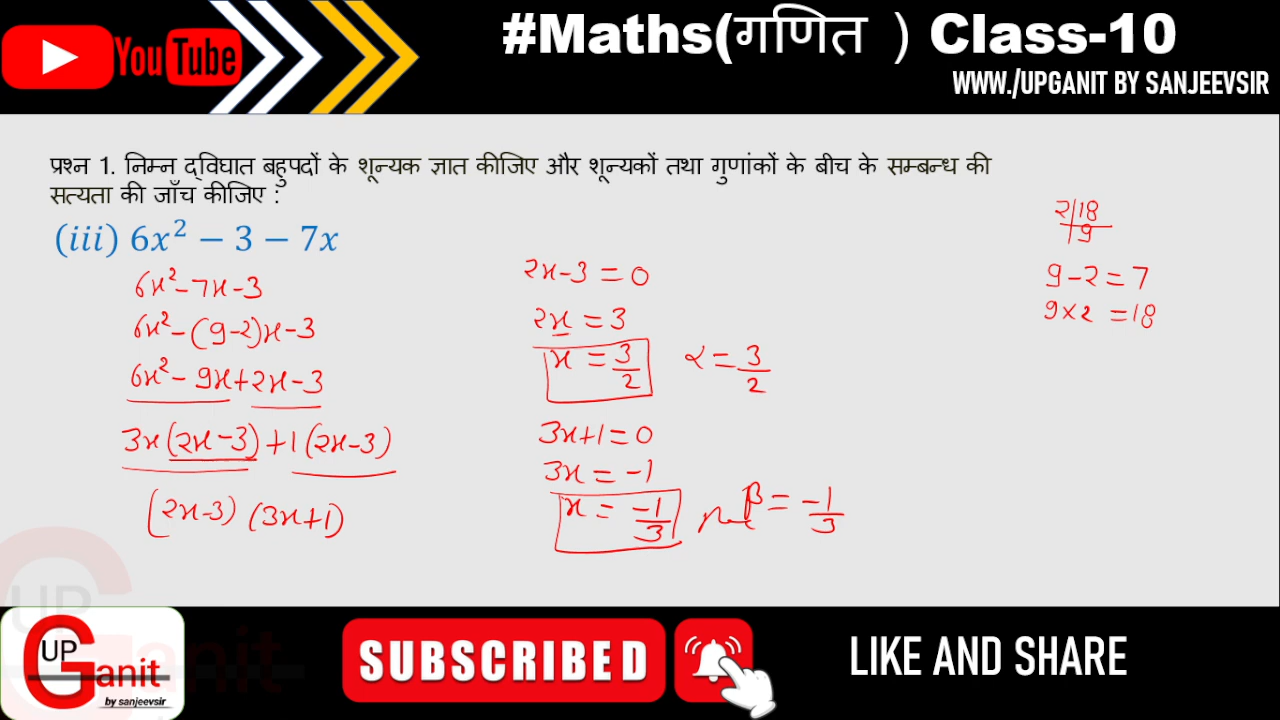 YouTube
#Maths(गणित ) Class-10
WWW./UPGANIT BY SANJEEVSIR
प्रश्न 1. निम्न द्विघात बहुपदों के शून्यक ज्ञात कीजिए और शून्यकों तथा गुणांकों के बीच के सम्बन्ध की
सत्यता की जाँच कीजिए :
(iii) 6x² − 3 − 7x
6x² - 7x - 3
6x² - (9-2)x - 3
6x² - 9x + 2x - 3
3x(2x-3) + 1(2x-3)
(2x-3) (3x+1)
2x-3 = 0
2x = 3
x = 3/2 α = 3/2
3x+1 = 0
3x = -1
x = -1/3 β = -1/3
2|18
9
9-2 = 7
9×2 = 18
UP
Ganit
by sanjeevsir
SUBSCRIBED
LIKE AND SHARE